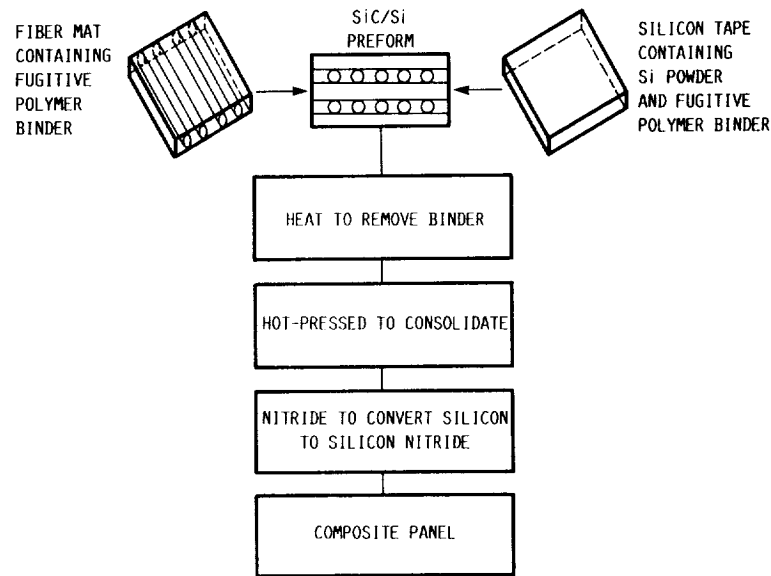 FIBER MAT
CONTAINING
FUGITIVE
POLYMER
BINDER
SiC/Si
PREFORM
SILICON TAPE
CONTAINING
Si POWDER
AND FUGITIVE
POLYMER BINDER
HEAT TO REMOVE BINDER
HOT-PRESSED TO CONSOLIDATE
NITRIDE TO CONVERT SILICON
TO SILICON NITRIDE
COMPOSITE PANEL